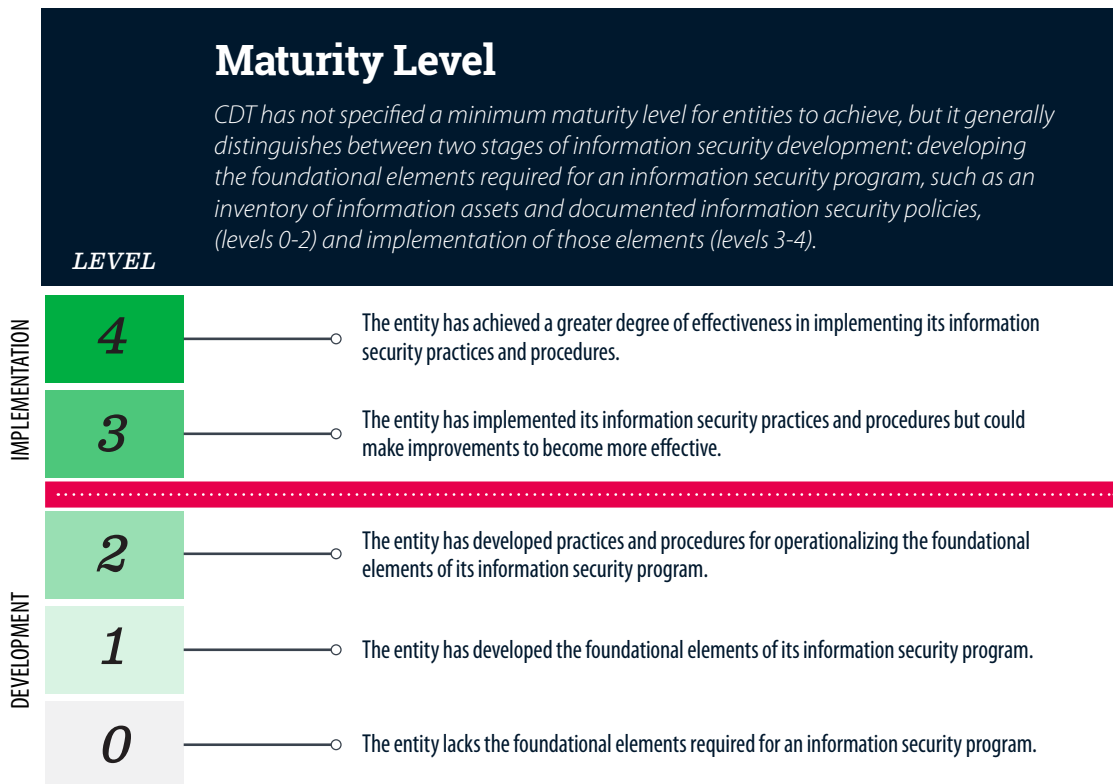 Maturity Level
CDT has not specified a minimum maturity level for entities to achieve, but it generally
distinguishes between two stages of information security development: developing
the foundational elements required for an information security program, such as an
inventory of information assets and documented information security policies,
(levels 0-2) and implementation of those elements (levels 3-4).
LEVEL
IMPLEMENTATION
4
The entity has achieved a greater degree of effectiveness in implementing its information
security practices and procedures.
3
The entity has implemented its information security practices and procedures but could
make improvements to become more effective.
DEVELOPMENT
2
The entity has developed practices and procedures for operationalizing the foundational
elements of its information security program.
1
The entity has developed the foundational elements of its information security program.
0
The entity lacks the foundational elements required for an information security program.